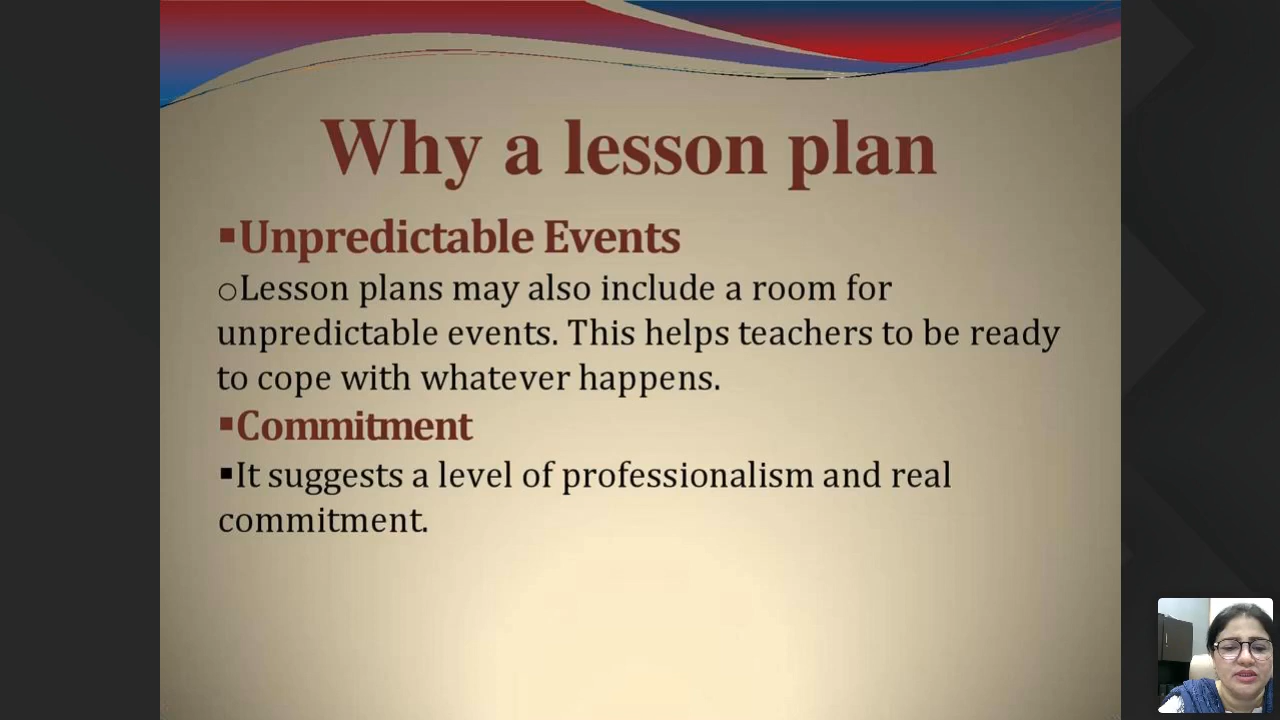 Why a lesson plan
▪Unpredictable Events
oLesson plans may also include a room for
unpredictable events. This helps teachers to be ready
to cope with whatever happens.
▪Commitment
▪It suggests a level of professionalism and real
commitment.